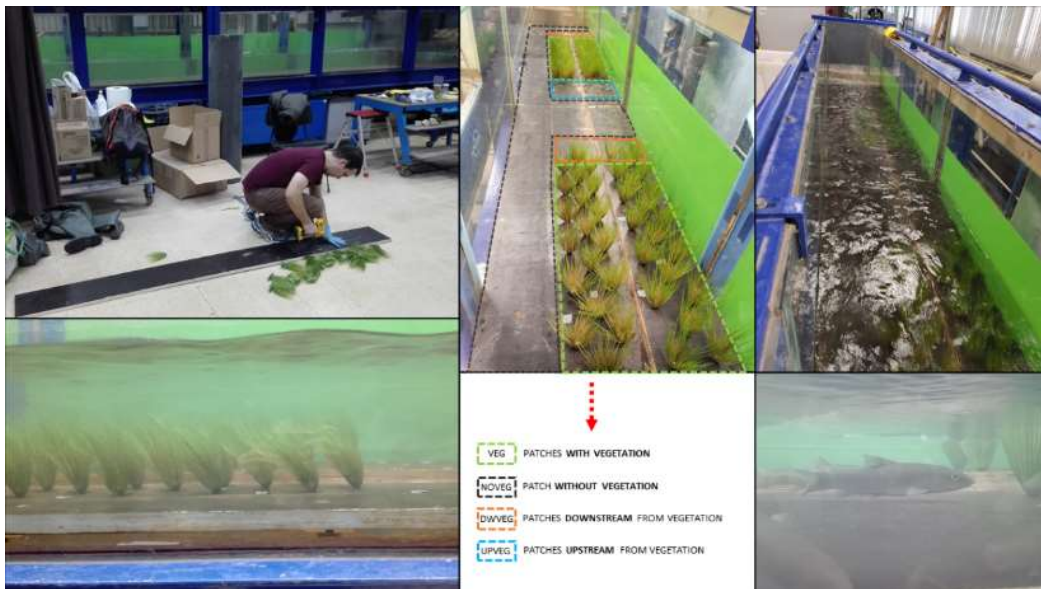 VEG PATCHES WITH VEGETATION
NOVEG PATCH WITHOUT VEGETATION
DWVEG PATCHES DOWNSTREAM FROM VEGETATION
UPVEG PATCHES UPSTREAM FROM VEGETATION